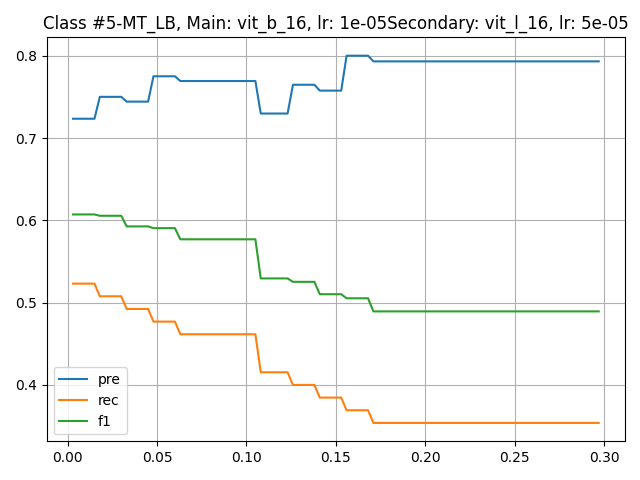 Class #5-MT_LB, Main: vit_b_16, lr: 1e-05Secondary: vit_l_16, lr: 5e-05
0.8
0.7
0.6
0.5
0.4
pre
rec
f1
0.00 0.05 0.10 0.15 0.20 0.25 0.30